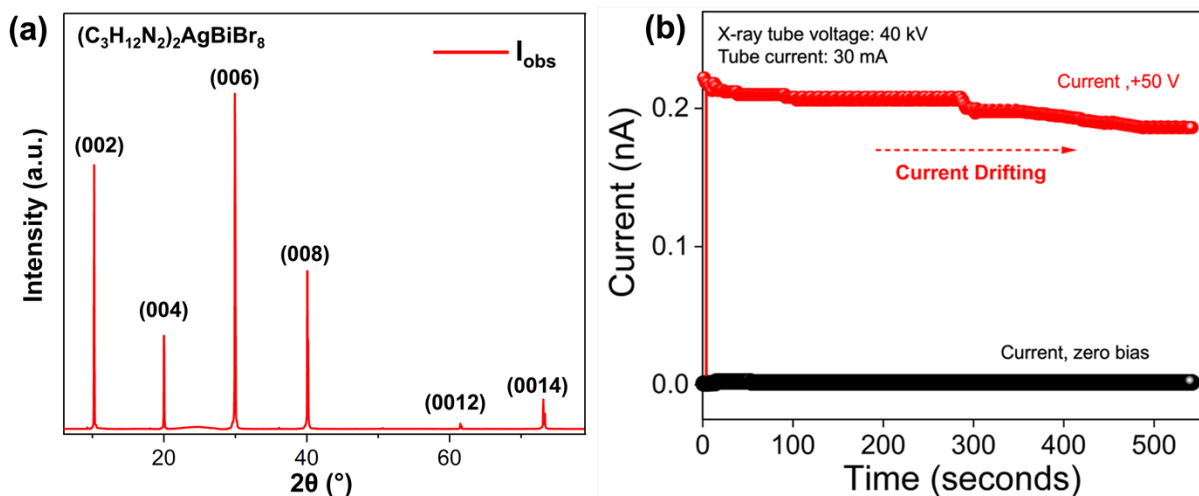 (a)
(C₃H₁₂N₂)₂AgBiBr₈
I_obs
(002)
(004)
(006)
(008)
(0012)
(0014)
Intensity (a.u.)
20
40
60
2θ (°)
(b)
X-ray tube voltage: 40 kV
Tube current: 30 mA
Current ,+50 V
Current Drifting
Current, zero bias
Current (nA)
0.2
0.1
0.0
0
100
200
300
400
500
Time (seconds)